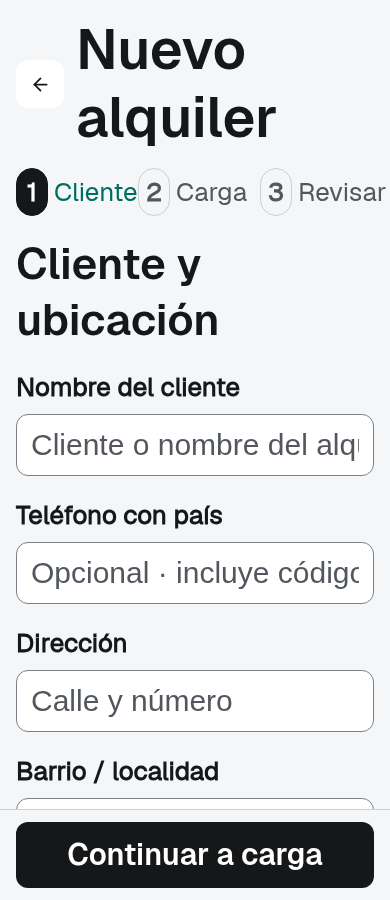 Nuevo
alquiler
1 Cliente 2 Carga 3 Revisar
Cliente y
ubicación
Nombre del cliente
Cliente o nombre del alq
Teléfono con país
Opcional · incluye código
Dirección
Calle y número
Barrio / localidad
Continuar a carga